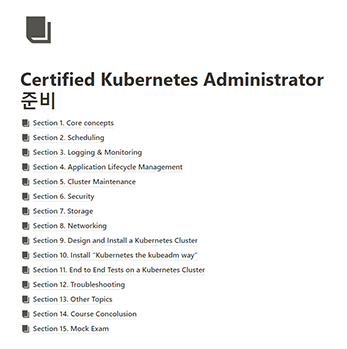 Certified Kubernetes Administrator
준비
Section 1. Core concepts
Section 2. Scheduling
Section 3. Logging & Monitoring
Section 4. Application Lifecycle Management
Section 5. Cluster Maintenance
Section 6. Security
Section 7. Storage
Section 8. Networking
Section 9. Design and Install a Kubernetes Cluster
Section 10. Install "Kubernetes the kubeadm way"
Section 11. End to End Tests on a Kubernetes Cluster
Section 12. Troubleshooting
Section 13. Other Topics
Section 14. Course Concolusion
Section 15. Mock Exam